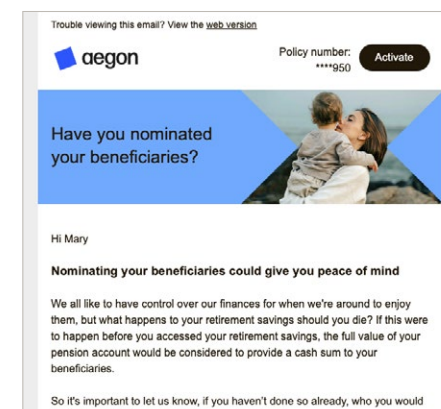 Trouble viewing this email? View the web version
aegon
Policy number:
****950
Activate
Have you nominated
your beneficiaries?
Hi Mary
Nominating your beneficiaries could give you peace of mind
We all like to have control over our finances for when we're around to enjoy
them, but what happens to your retirement savings should you die? If this were
to happen before you accessed your retirement savings, the full value of your
pension account would be considered to provide a cash sum to your
beneficiaries.
So it's important to let us know, if you haven't done so already, who you would